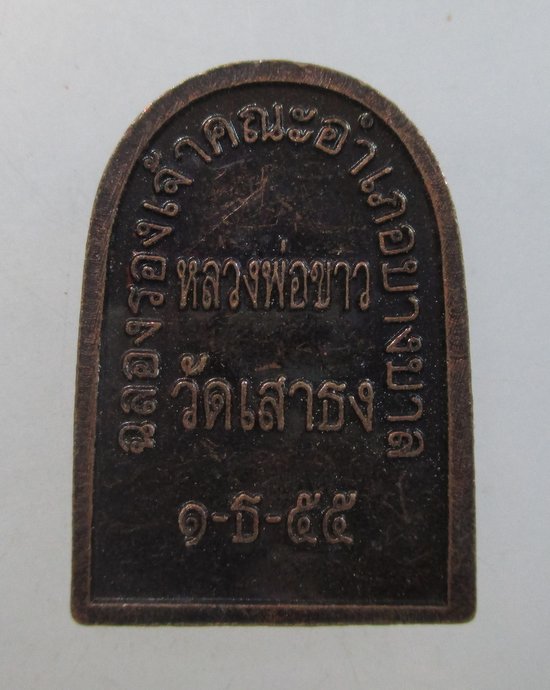 ฉลองรองเจ้าคณะอำเภอบางบาล
หลวงพ่อขาว
วัดเสาธง
๑-ธ-๕๕